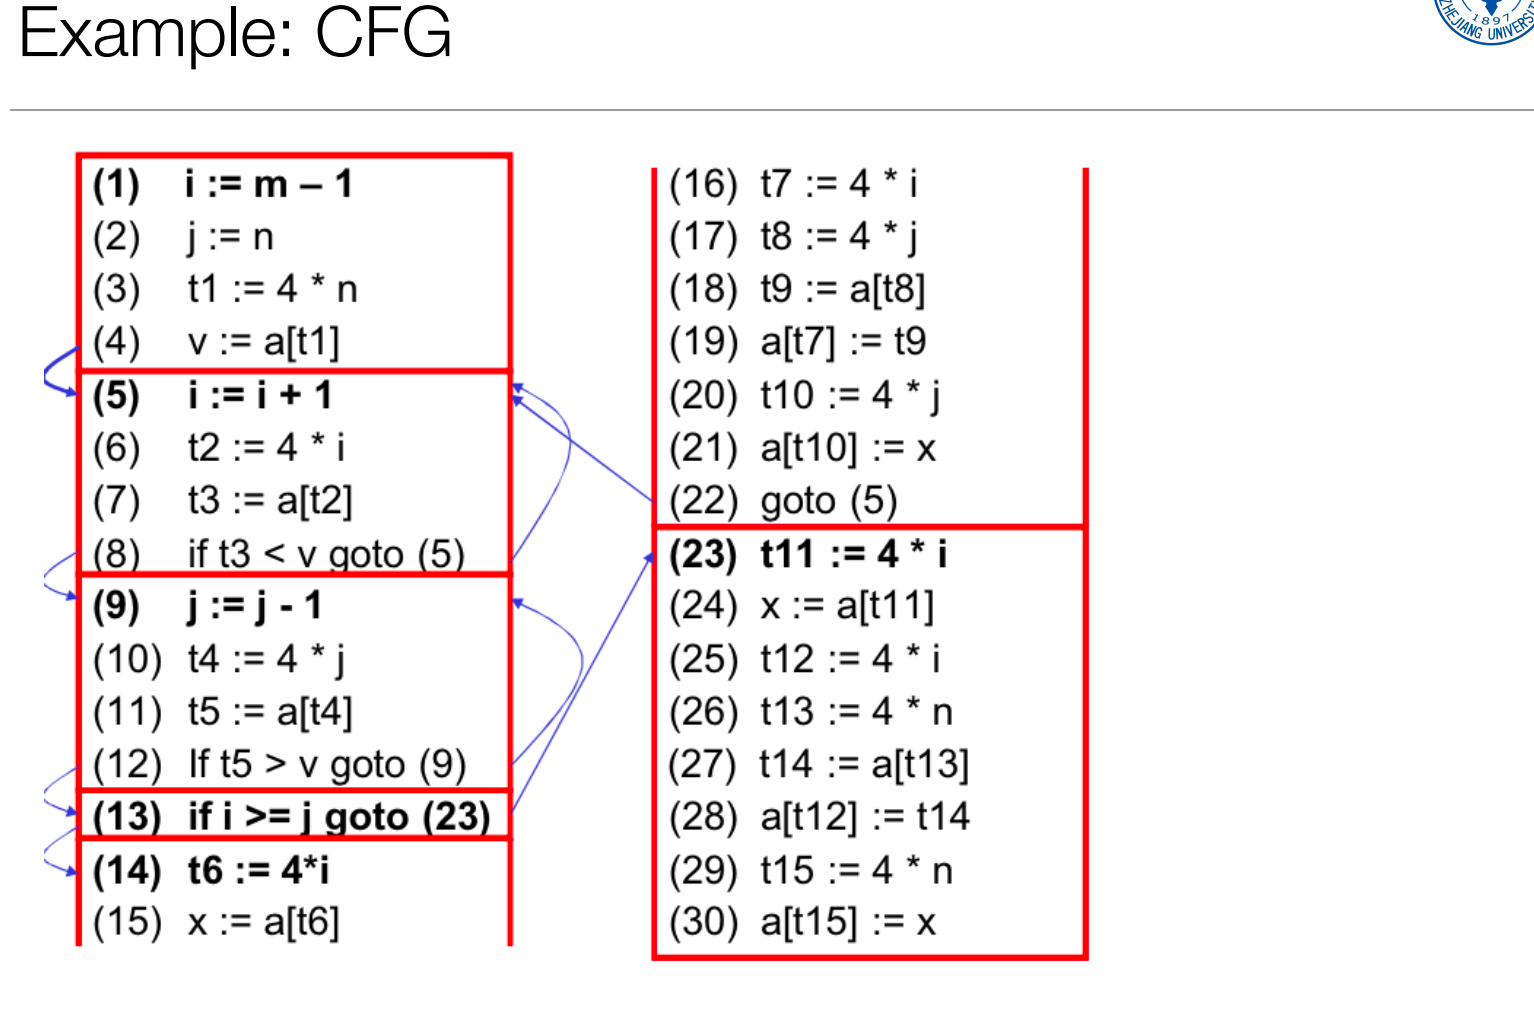 Example: CFG
1897
ZHEJIANG UNIVERS
(1) i := m – 1
(2) j := n
(3) t1 := 4 * n
(4) v := a[t1]
(5) i := i + 1
(6) t2 := 4 * i
(7) t3 := a[t2]
(8) if t3 < v goto (5)
(9) j := j - 1
(10) t4 := 4 * j
(11) t5 := a[t4]
(12) If t5 > v goto (9)
(13) if i >= j goto (23)
(14) t6 := 4*i
(15) x := a[t6]
(16) t7 := 4 * i
(17) t8 := 4 * j
(18) t9 := a[t8]
(19) a[t7] := t9
(20) t10 := 4 * j
(21) a[t10] := x
(22) goto (5)
(23) t11 := 4 * i
(24) x := a[t11]
(25) t12 := 4 * i
(26) t13 := 4 * n
(27) t14 := a[t13]
(28) a[t12] := t14
(29) t15 := 4 * n
(30) a[t15] := x